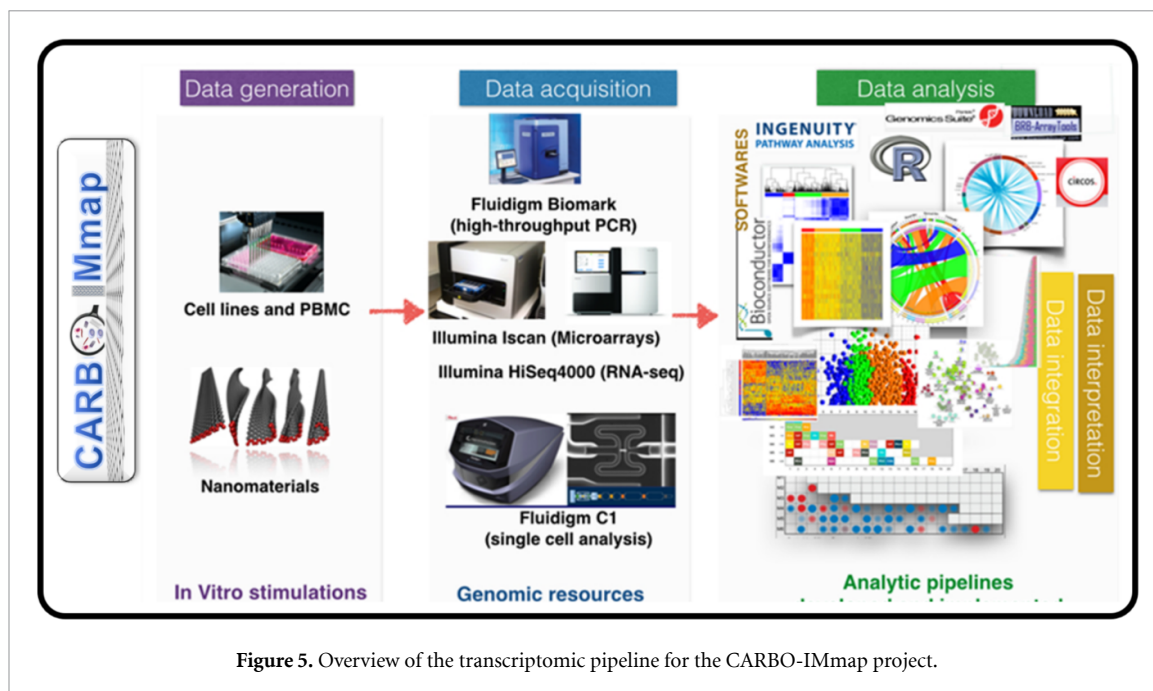 Data generation
Data acquisition
Data analysis
CARBO IMmap
Cell lines and PBMC
Nanomaterials
In Vitro stimulations
Fluidigm Biomark
(high-throughput PCR)
Illumina Iscan (Microarrays)
Illumina HiSeq4000 (RNA-seq)
Fluidigm C1
(single cell analysis)
Genomic resources
SOFTWARES
INGENUITY
PATHWAY ANALYSIS
Genomics Suite
DOWNLOAD
BRB-ArrayTools
R
CIRCOS.
Bioconductor
Data integration
Data interpretation
Analytic pipelines
Figure 5. Overview of the transcriptomic pipeline for the CARBO-IMmap project.